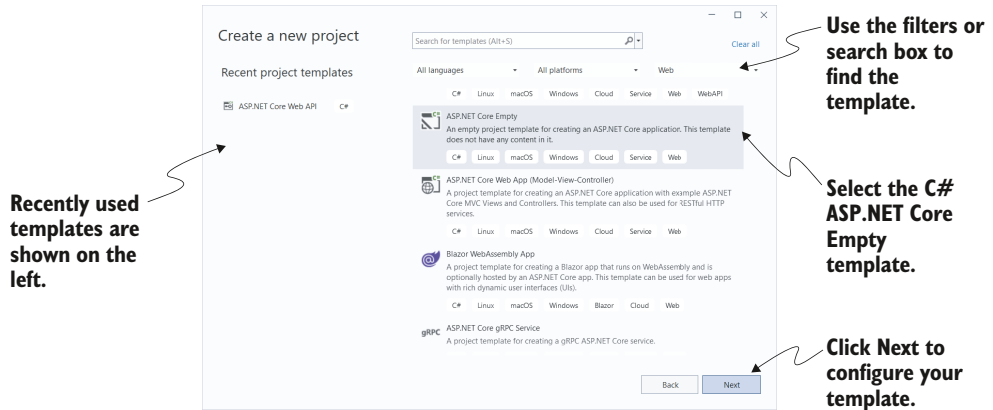 Create a new project
Search for templates (Alt+S)
Clear all
Recent project templates
All languages
All platforms
Web
ASP.NET Core Web API C#
C# Linux macOS Windows Cloud Service Web WebAPI
ASP.NET Core Empty
An empty project template for creating an ASP.NET Core application. This template
does not have any content in it.
C# Linux macOS Windows Cloud Service Web
ASP.NET Core Web App (Model-View-Controller)
A project template for creating an ASP.NET Core application with example ASP.NET
Core MVC Views and Controllers. This template can also be used for RESTful HTTP
services.
C# Linux macOS Windows Cloud Service Web
Blazor WebAssembly App
A project template for creating a Blazor app that runs on WebAssembly and is
optionally hosted by an ASP.NET Core app. This template can be used for web apps
with rich dynamic user interfaces (UIs).
C# Linux macOS Windows Blazor Cloud Web
gRPC
ASP.NET Core gRPC Service
A project template for creating a gRPC ASP.NET Core service.
Back
Next
Recently used
templates are
shown on the
left.
Use the filters or
search box to
find the
template.
Select the C#
ASP.NET Core
Empty
template.
Click Next to
configure your
template.